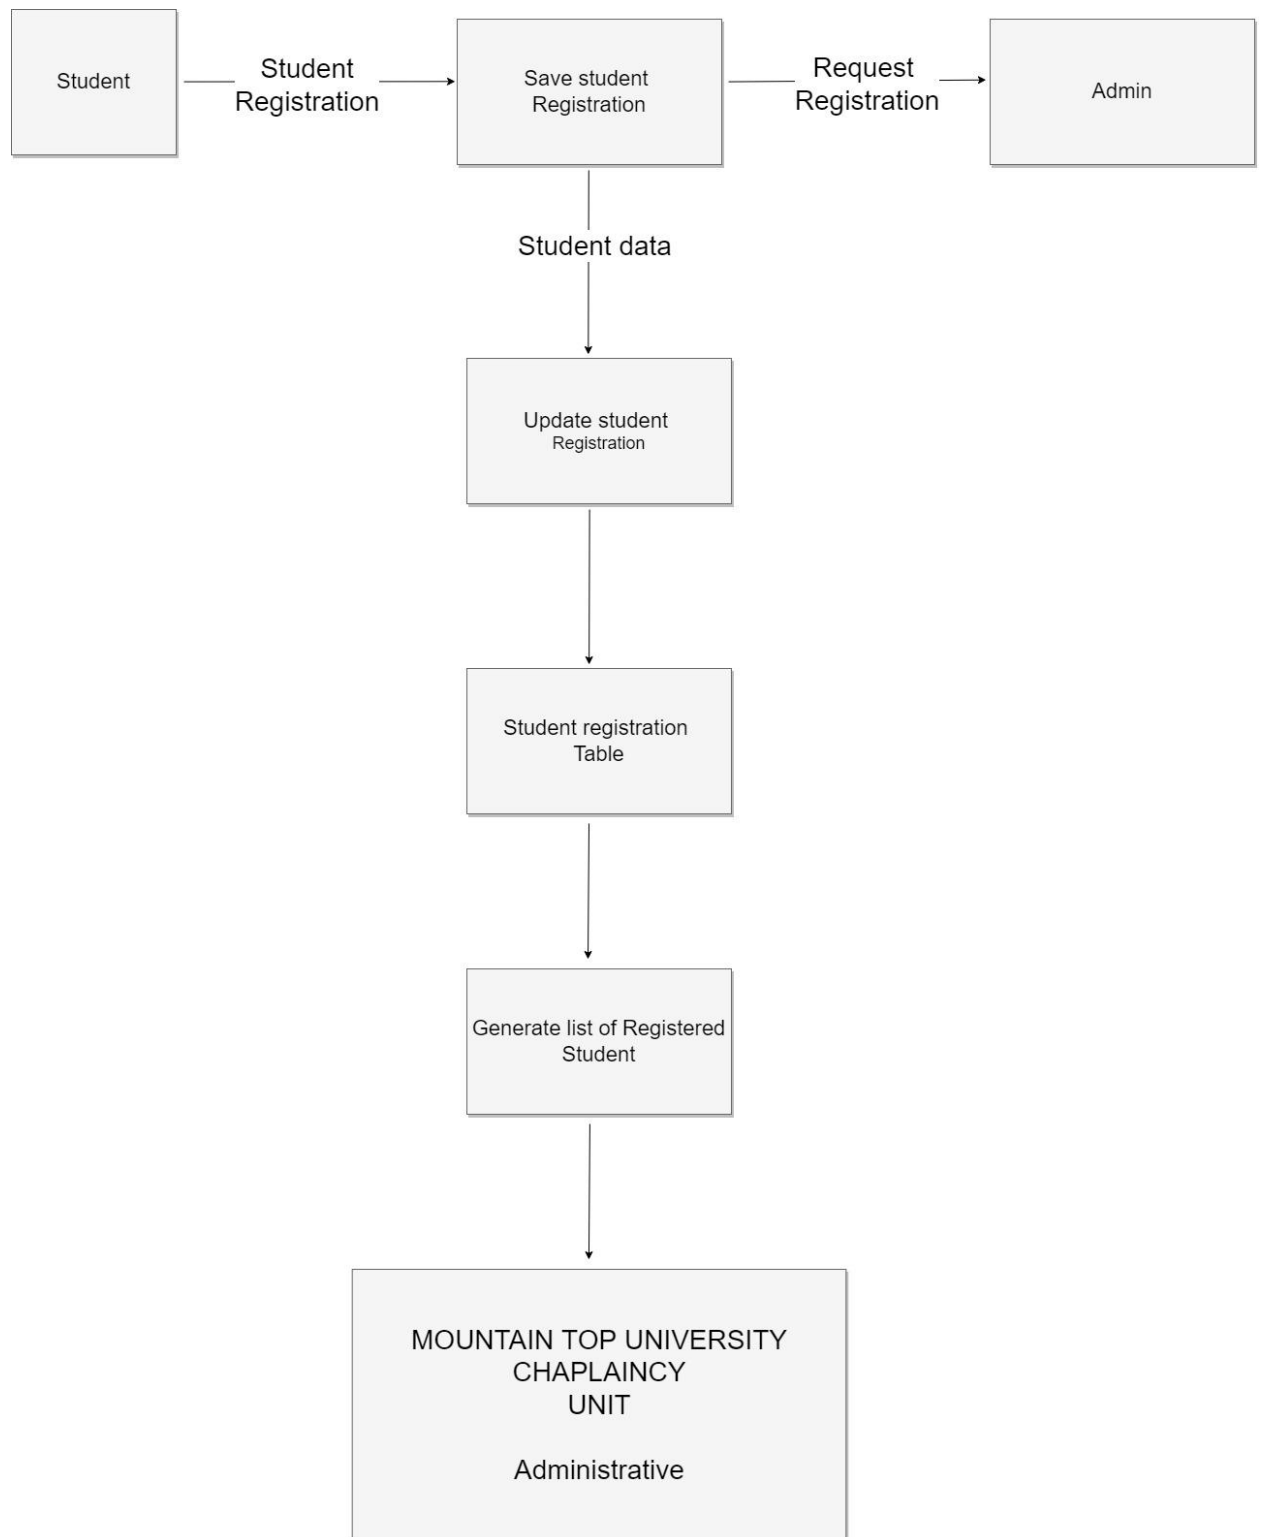 Student
Student
Registration
Save student
Registration
Request
Registration
Admin
Student data
Update student
Registration
Student registration
Table
Generate list of Registered
Student
MOUNTAIN TOP UNIVERSITY
CHAPLAINCY
UNIT
Administrative